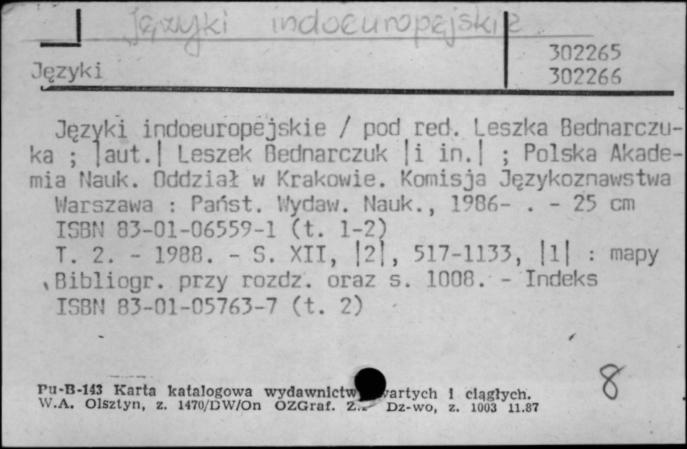 Języki indoeuropejskie
302265
Języki
302266
Języki indoeuropejskie / pod red. Leszka Bednarczu-
ka ; |aut.| Leszek Bednarczuk |i in.| ; Polska Akade-
mia Nauk. Oddział w Krakowie. Komisja Językoznawstwa
Warszawa : Państ. Wydaw. Nauk., 1986- . - 25 cm
ISBN 83-01-06559-1 (t. 1-2)
T. 2. - 1988. - S. XII, |2|, 517-1133, |1| : mapy
Bibliogr. przy rozdz. oraz s. 1008. - Indeks
ISBN 83-01-05763-7 (t. 2)
8
Pu-B-143 Karta katalogowa wydawnictw wartych i ciągłych.
W.A. Olsztyn, z. 1470/DW/On OZGraf. Z. Dz-wo, z. 1003 11.87